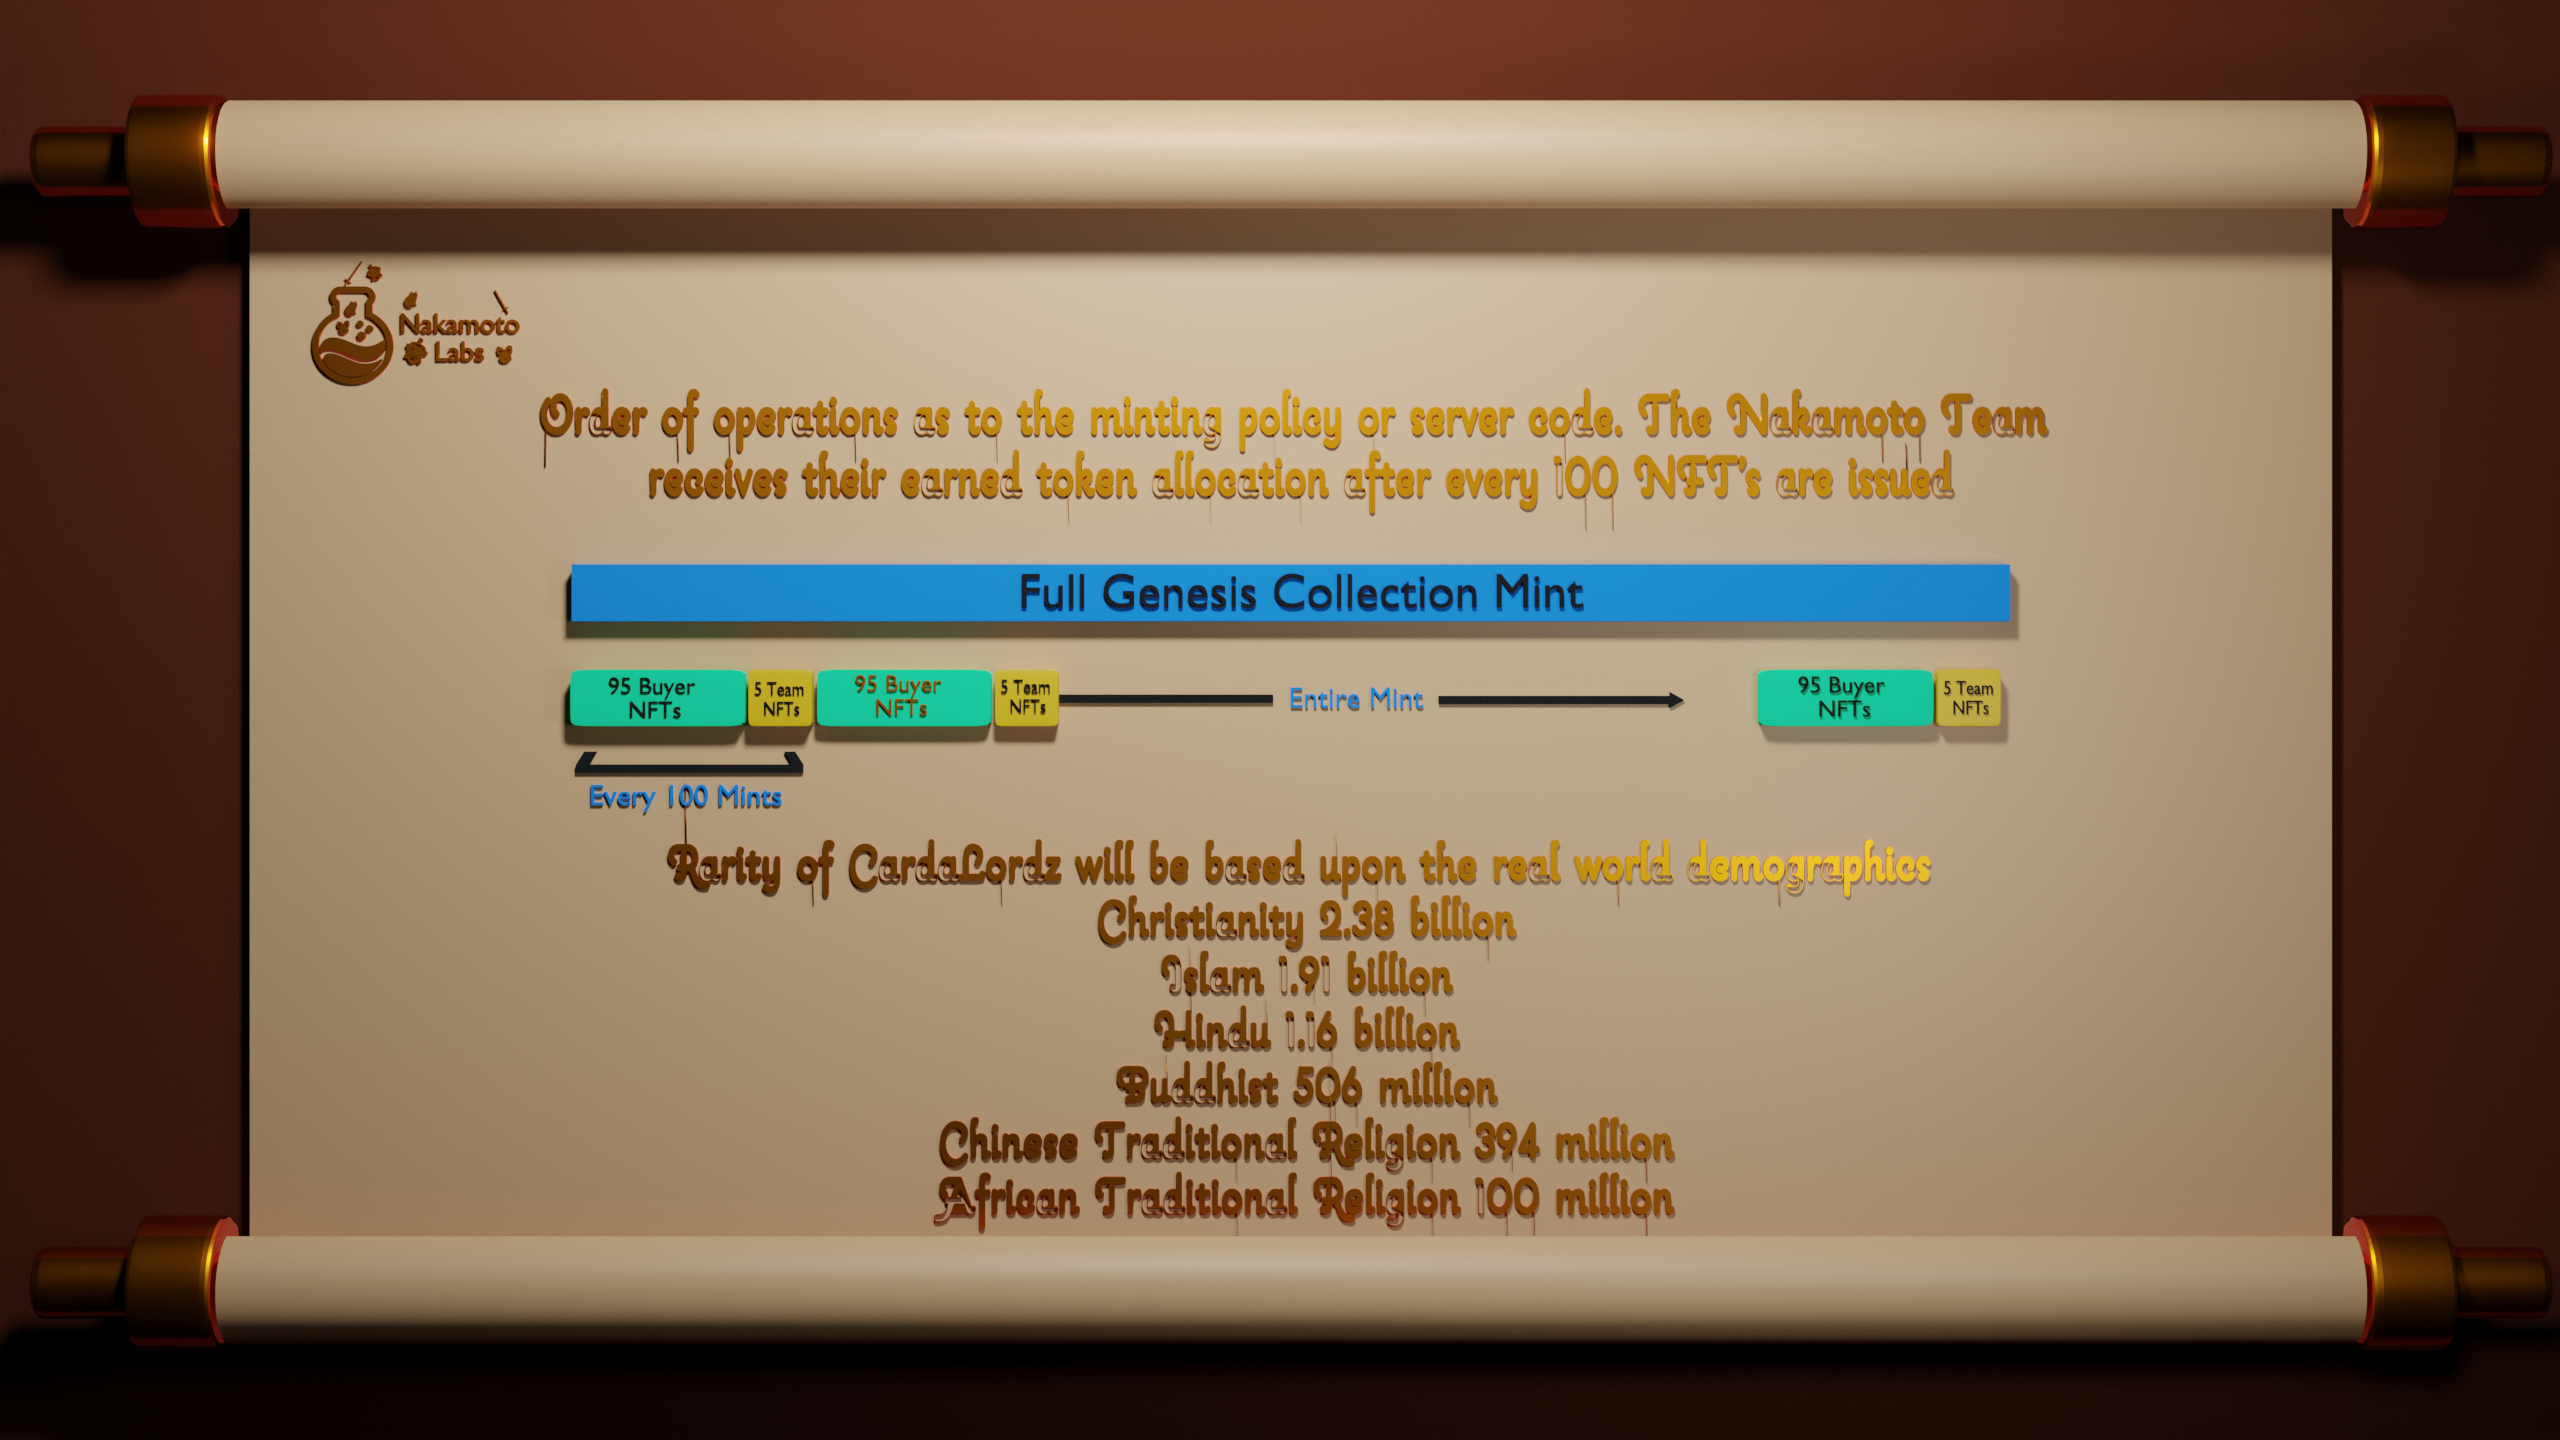 Nakamoto
Labs
Order of operations as to the minting policy or server code. The Nakamoto Team
receives their earned token allocation after every 100 NFT's are issued
Full Genesis Collection Mint
95 Buyer
NFTs
5 Team
NFTs
95 Buyer
NFTs
5 Team
NFTs
Entire Mint
95 Buyer
NFTs
5 Team
NFTs
Every 100 Mints
Rarity of CardaLordz will be based upon the real world demographics
Christianity 2.38 billion
Islam 1.91 billion
Hindu 1.16 billion
Buddhist 506 million
Chinese Traditional Religion 394 million
African Traditional Religion 100 million